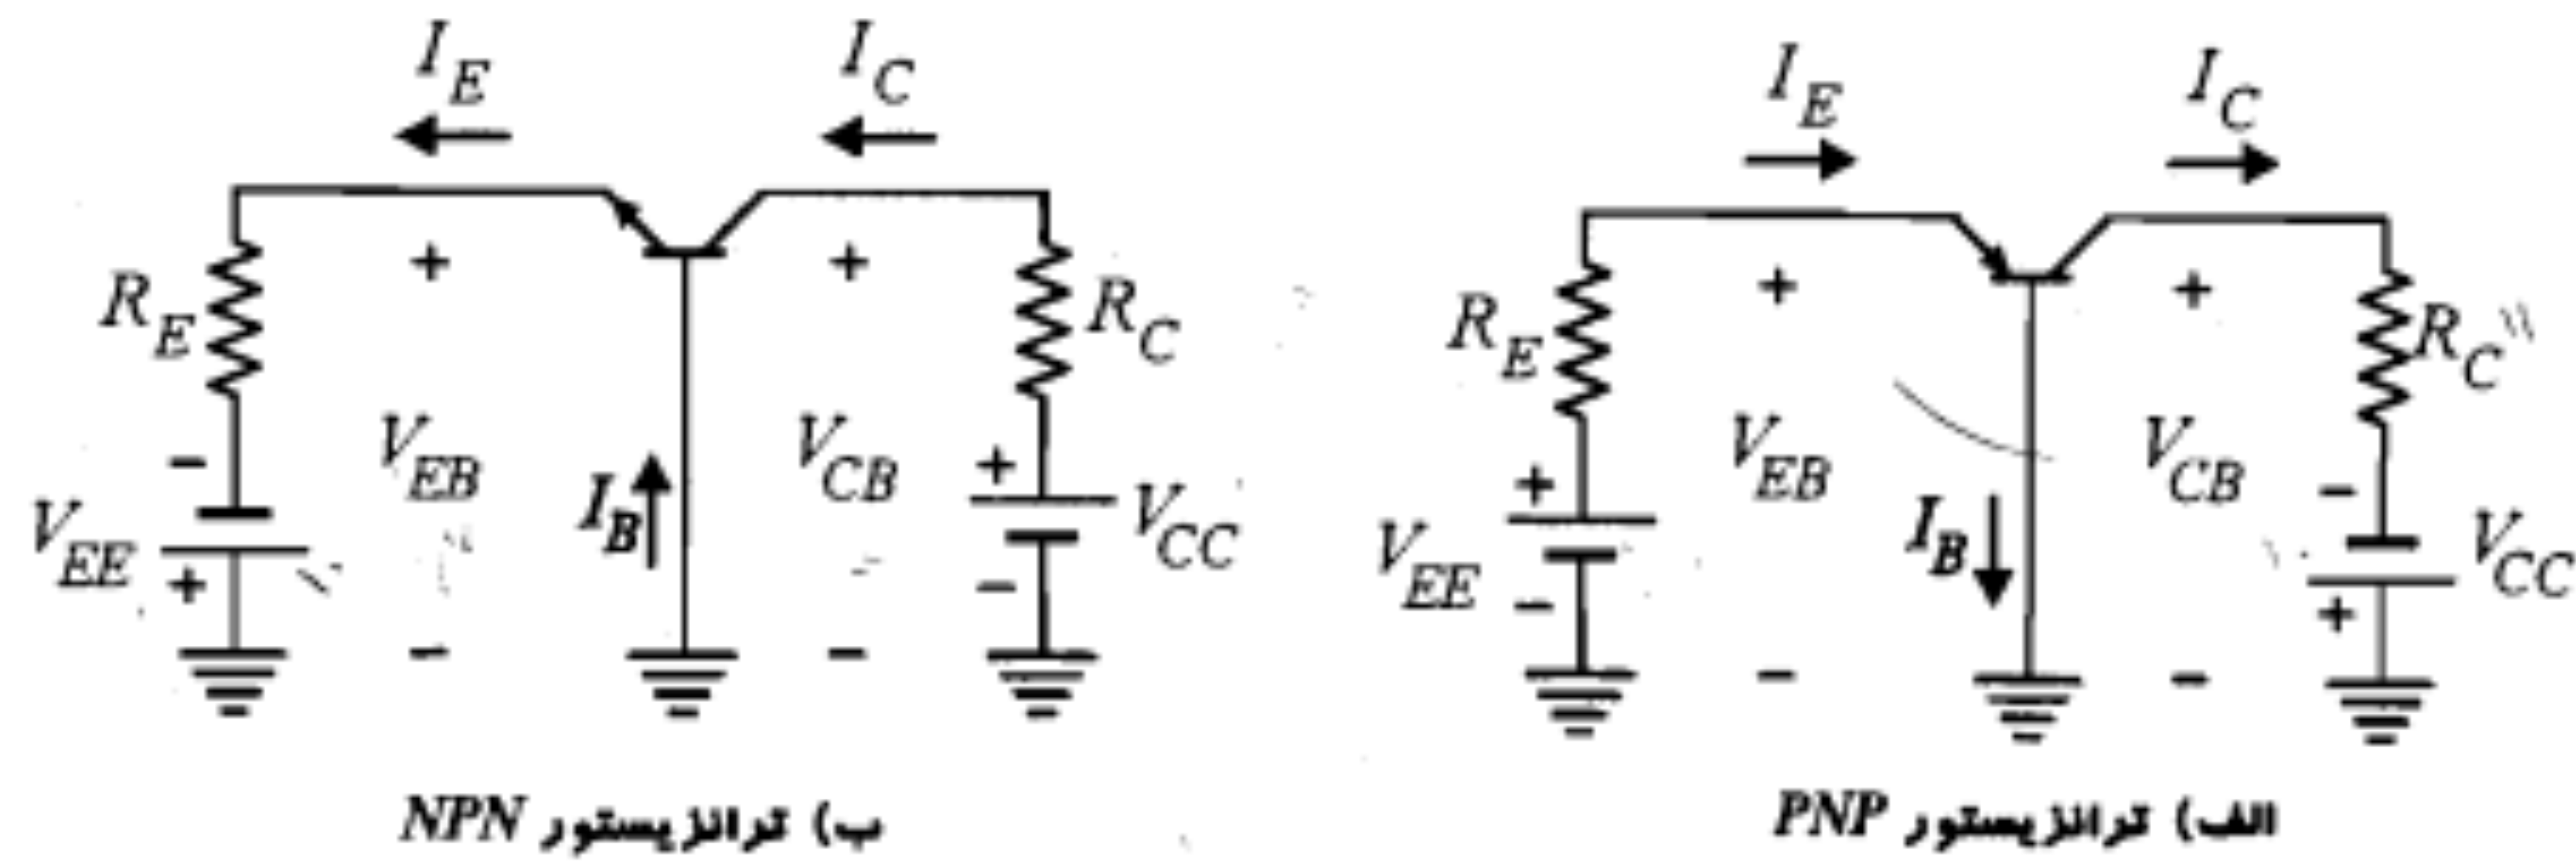 I_E I_C I_E I_C
+ + + +
R_E R_C R_E R_C
V_EB V_CB V_EB V_CB
− + + −
V_EE I_B V_CC V_EE I_B V_CC
+ − − +
− − − −
ب) ترانزیستور NPN
الف) ترانزیستور PNP